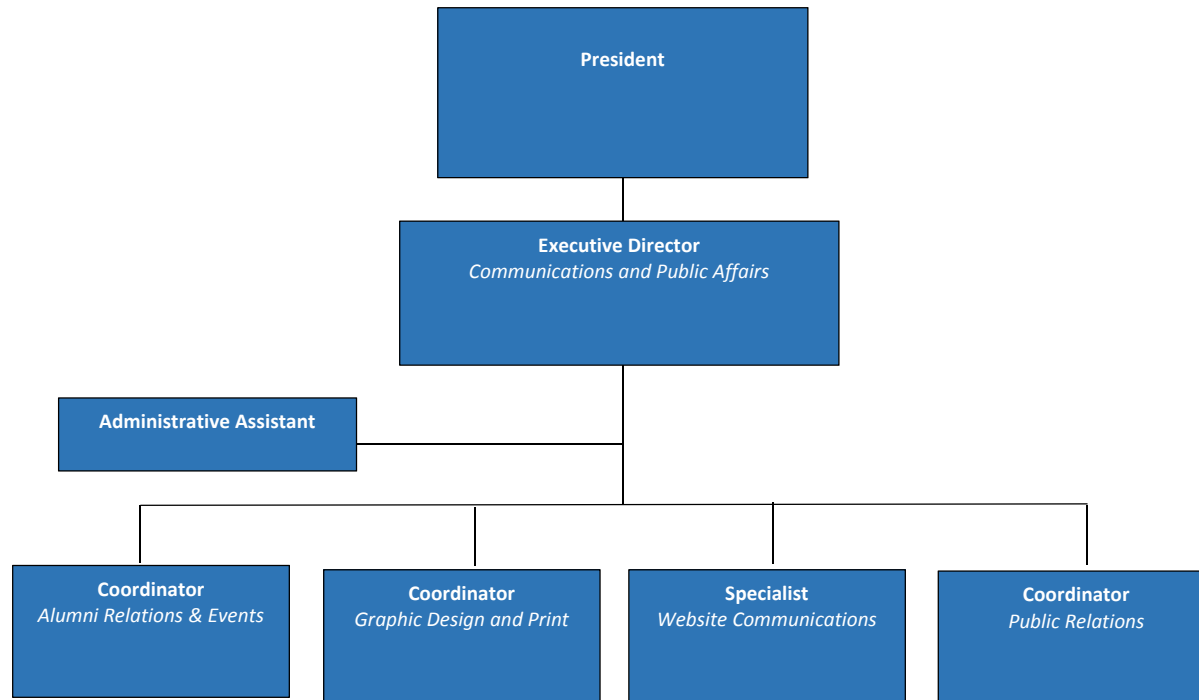 President
Executive Director
Communications and Public Affairs
Administrative Assistant
Coordinator
Alumni Relations & Events
Coordinator
Graphic Design and Print
Specialist
Website Communications
Coordinator
Public Relations